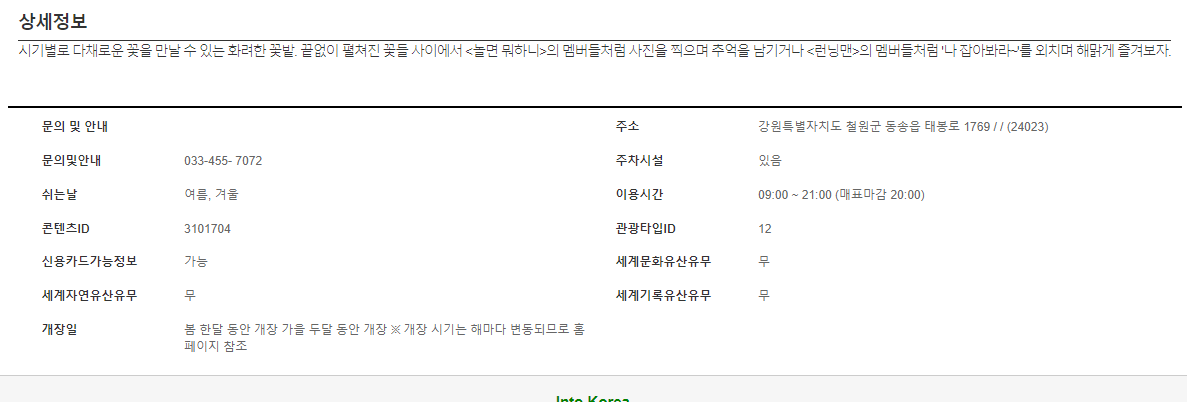 상세정보
시기별로 다채로운 꽃을 만날 수 있는 화려한 꽃밭. 끝없이 펼쳐진 꽃들 사이에서 <놀면 뭐하니>의 멤버들처럼 사진을 찍으며 추억을 남기거나 <런닝맨>의 멤버들처럼 '나 잡아봐라~'를 외치며 해맑게 즐겨보자.
문의 및 안내
주소 강원특별자치도 철원군 동송읍 태봉로 1769 / / (24023)
문의및안내 033-455- 7072
주차시설 있음
쉬는날 여름, 겨울
이용시간 09:00 ~ 21:00 (매표마감 20:00)
콘텐츠ID 3101704
관광타입ID 12
신용카드가능정보 가능
세계문화유산유무 무
세계자연유산유무 무
세계기록유산유무 무
개장일 봄 한달 동안 개장 가을 두달 동안 개장 ※ 개장 시기는 해마다 변동되므로 홈
페이지 참조
Into Korea